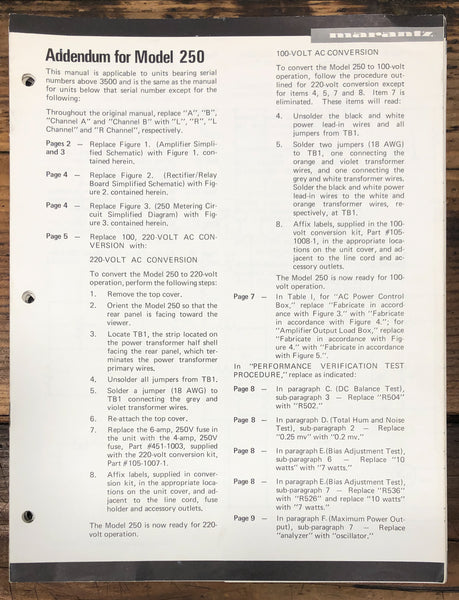 marantz
Addendum for Model 250
This manual is applicable to units bearing serial
numbers above 3500 and is the same as the manual
for units below that serial number except for the
following:
Throughout the original manual, replace "A", "B",
"Channel A" and "Channel B" with "L", "R", "L
Channel" and "R Channel", respectively.
Pages 2 — Replace Figure 1. (Amplifier Simpli-
and 3 fied Schematic) with Figure 1. con-
tained herein.
Page 4 — Replace Figure 2. (Rectifier/Relay
Board Simplified Schematic) with Fig-
ure 2. contained herein.
Page 4 — Replace Figure 3. (250 Metering Cir-
cuit Simplified Diagram) with Fig-
ure 3. contained herein.
Page 5 — Replace 100, 220-VOLT AC CON-
VERSION with:
220-VOLT AC CONVERSION
To convert the Model 250 to 220-volt
operation, perform the following steps:
1. Remove the top cover.
2. Orient the Model 250 so that the
rear panel is facing toward the
viewer.
3. Locate TB1, the strip located on
the power transformer half shell
facing the rear panel, which ter-
minates the power transformer
primary wires.
4. Unsolder all jumpers from TB1.
5. Solder a jumper (18 AWG) to
TB1 connecting the grey and
violet transformer wires.
6. Re-attach the top cover.
7. Replace the 6-amp, 250V fuse in
the unit with the 4-amp, 250V
fuse, Part #451-1003, supplied
with the 220-volt conversion kit,
Part #105-1007-1.
8. Affix labels, supplied in conver-
sion kit, in the appropriate locations
on the unit cover, and adjacent
to the line cord, fuse
holder and accessory outlets.
The Model 250 is now ready for 220-
volt operation.
100-VOLT AC CONVERSION
To convert the Model 250 to 100-volt
operation, follow the procedure out-
lined for 220-volt conversion except
for items 4, 5, 7 and 8. Item 7 is
eliminated. These items will read:
4. Unsolder the black and white
power lead-in wires and all
jumpers from TB1.
5. Solder two jumpers (18 AWG)
to TB1, one connecting the
orange and violet transformer
wires, and one connecting the
grey and white transformer wires.
Solder the black and white power
lead-in wires to the white and
orange transformer wires, re-
spectively, at TB1.
8. Affix labels, supplied in the 100-
volt conversion kit, Part #105-
1008-1, in the appropriate loca-
tions on the unit cover, and ad-
jacent to the line cord and ac-
cessory outlets.
The Model 250 is now ready for 100-
volt operation.
Page 7 — In Table I, for "AC Power Control
Box," replace "Fabricate in accord-
ance with Figure 3." with "Fabricate
in accordance with Figure 4."; for
"Amplifier Output Load Box," replace
"Fabricate in accordance with Fig-
ure 4." with "Fabricate in accordance
with Figure 5.".
In "PERFORMANCE VERIFICATION TEST
PROCEDURE," replace as indicated:
Page 8 — In paragraph C. (DC Balance Test),
sub-paragraph 3 — Replace "R504"
with "R502."
Page 8 — In paragraph D. (Total Hum and Noise
Test), sub-paragraph 2 — Replace
"0.25 mv" with "0.2 mv."
Page 8 — In paragraph E.(Bias Adjustment Test),
sub-paragraph 6 — Replace "10
watts" with "7 watts."
Page 8 — In paragraph E.(Bias Adjustment Test),
sub-paragraph 7 — Replace "R536"
with "R526 and replace "10 watts"
with "7 watts."
Page 9 — In paragraph F. (Maximum Power Out-
put), sub-paragraph 7 — Replace
"analyzer" with "oscillator."